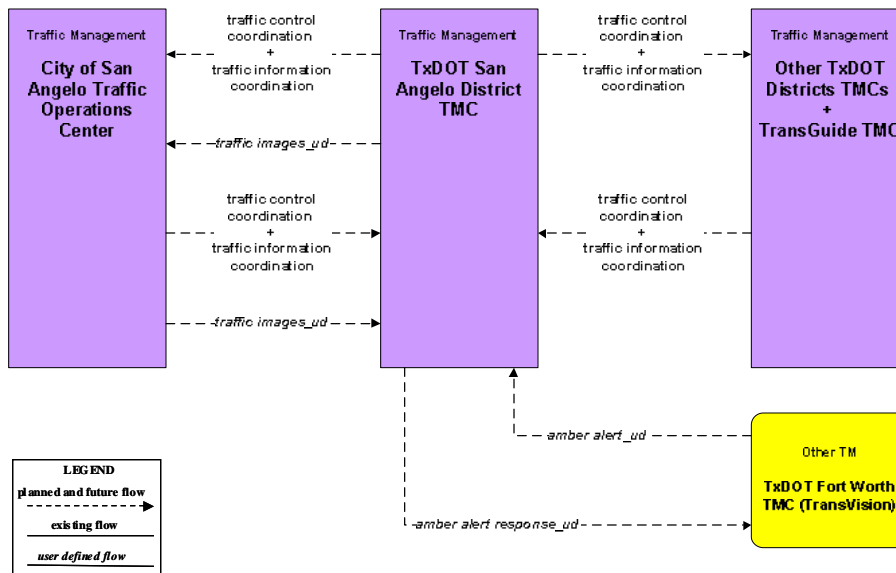 Traffic Management
City of San
Angelo Traffic
Operations
Center
traffic control
coordination
+
traffic information
coordination
traffic images_ud
traffic control
coordination
+
traffic information
coordination
traffic images_ud
Traffic Management
TxDOT San
Angelo District
TMC
traffic control
coordination
+
traffic information
coordination
traffic control
coordination
+
traffic information
coordination
Traffic Management
Other TxDOT
Districts TMCs
+
TransGuide TMC
amber alert_ud
amber alert response_ud
Other TM
TxDOT Fort Worth
TMC (TransVision)
LEGEND
planned and future flow
existing flow
user defined flow